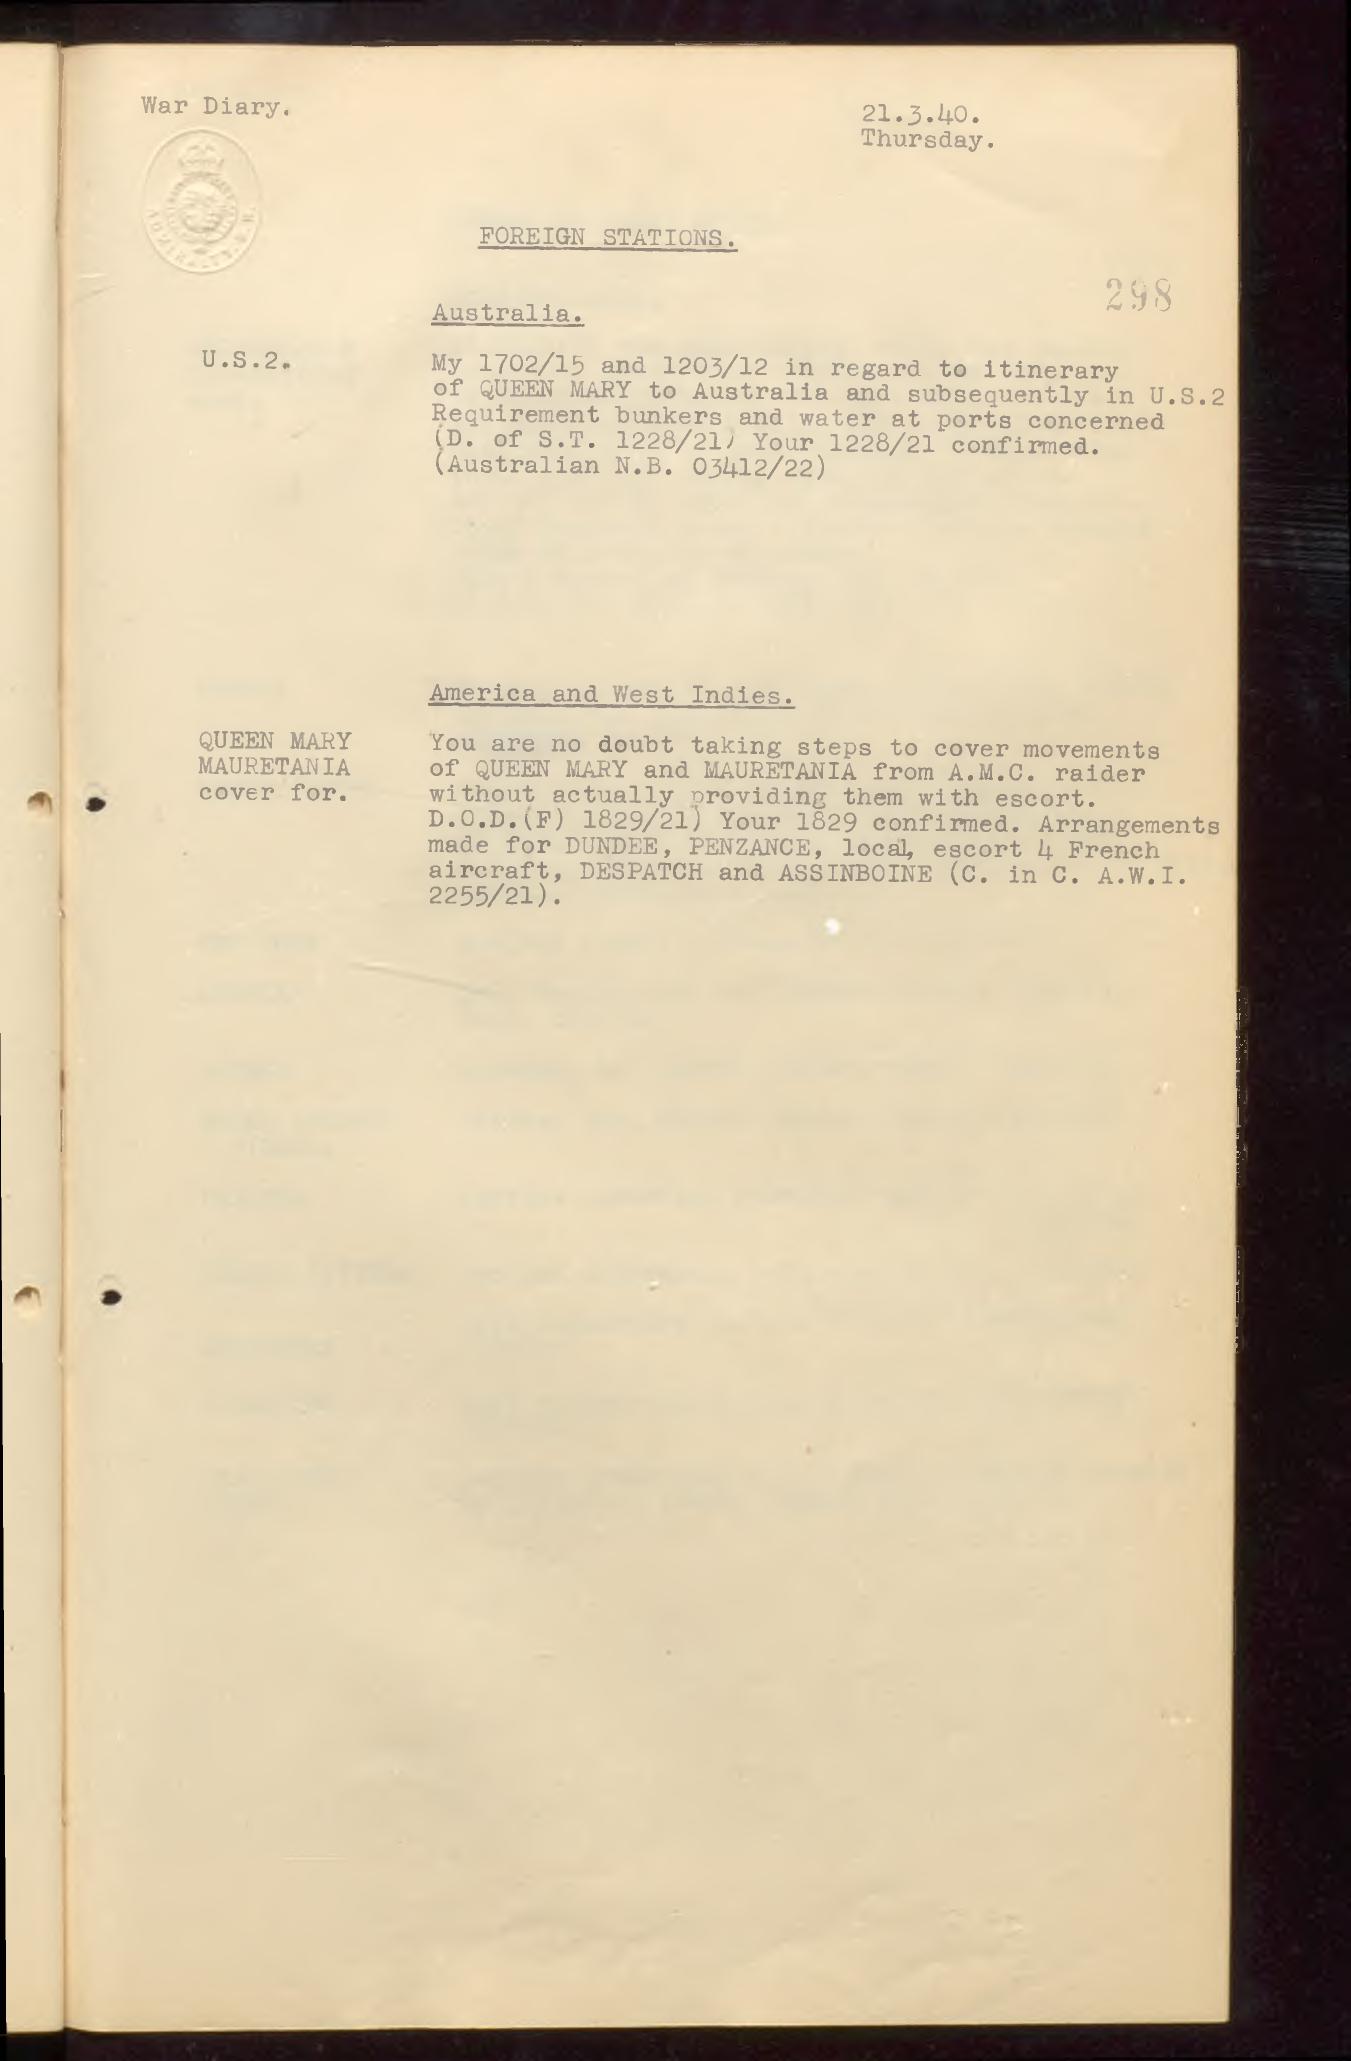 War Diary.
21.3.40.
Thursday.
FOREIGN STATIONS.
298
Australia.
U.S.2.
My 1702/15 and 1203/12 in regard to itinerary
of QUEEN MARY to Australia and subsequently in U.S.2
Requirement bunkers and water at ports concerned
(D. of S.T. 1228/21) Your 1228/21 confirmed.
(Australian N.B. 03412/22)
America and West Indies.
QUEEN MARY
MAURETANIA
cover for.
You are no doubt taking steps to cover movements
of QUEEN MARY and MAURETANIA from A.M.C. raider
without actually providing them with escort.
D.O.D.(F) 1829/21) Your 1829 confirmed. Arrangements
made for DUNDEE, PENZANCE, local, escort 4 French
aircraft, DESPATCH and ASSINBOINE (C. in C. A.W.I.
2255/21).